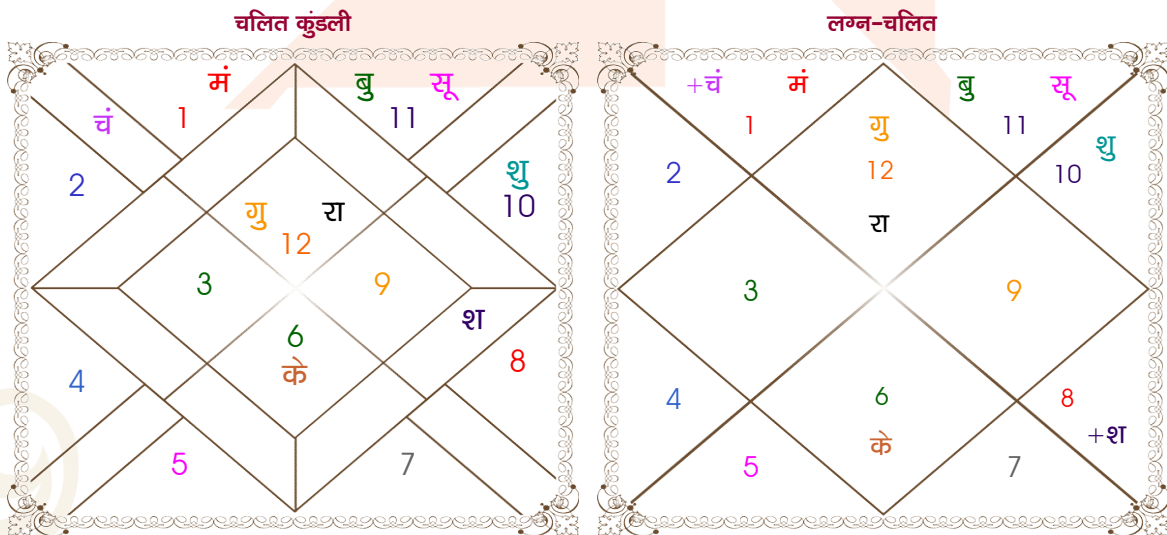 चलित कुंडली
मं
बु
सू
चं
1
11
2
शु
10
गु
रा
12
3
9
6
श
के
4
8
5
7
लग्न-चलित
+चं
मं
बु
सू
1
गु
11
शु
2
12
10
रा
3
9
4
6
8
के
+श
5
7